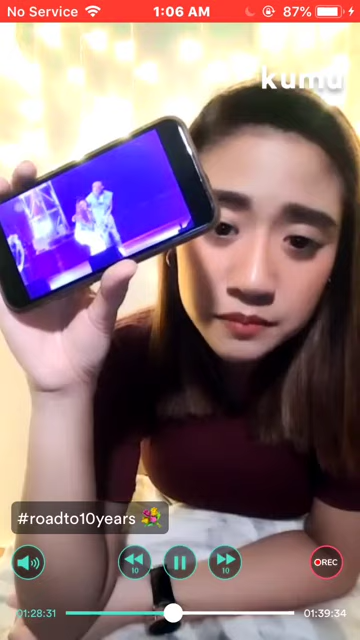 No Service 1:06 AM 87%
kumu
#roadto10years 💐
10 10 REC
01:28:31 01:39:34